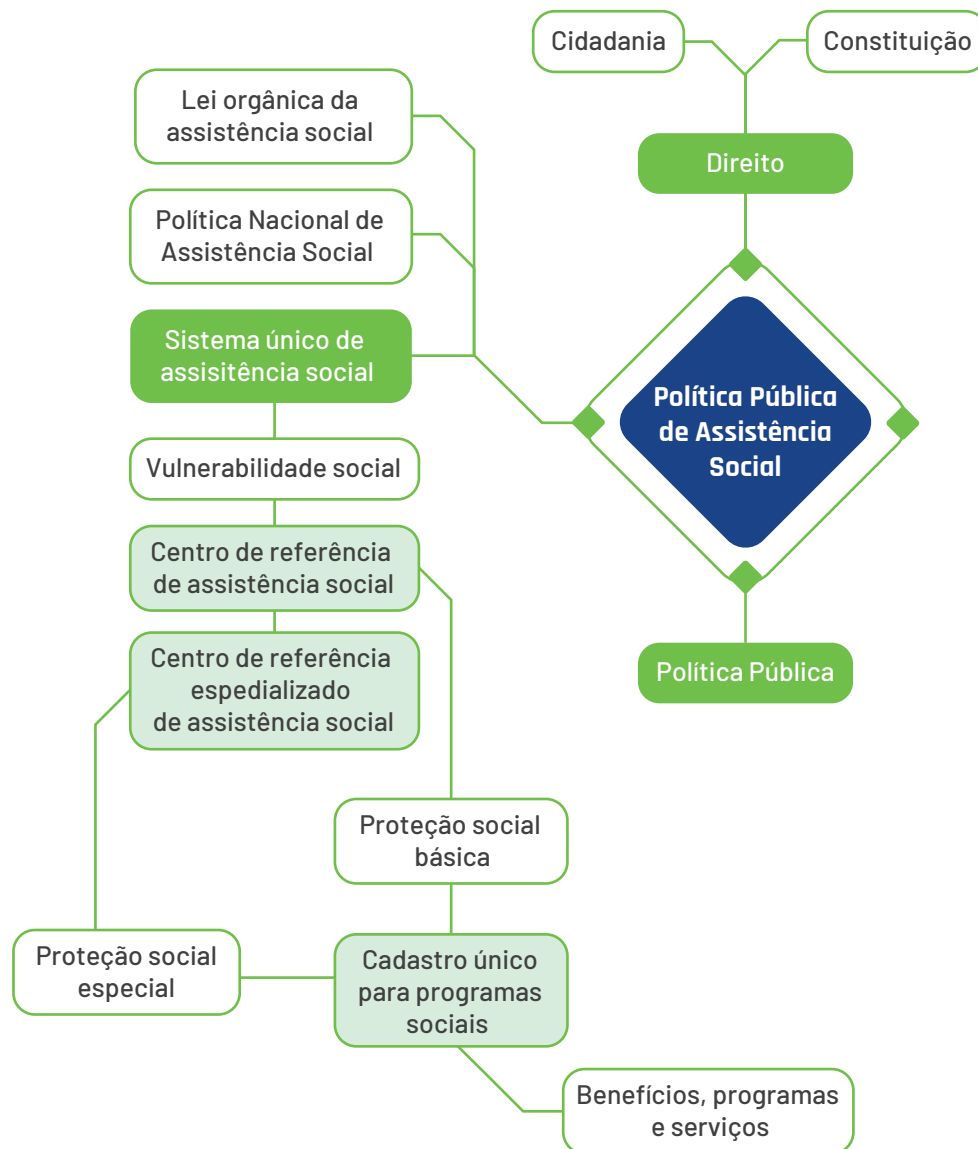 Cidadania
Constituição
Lei orgânica da
assistência social
Direito
Política Nacional de
Assistência Social
Sistema único de
assisitência social
Política Pública
de Assistência
Social
Vulnerabilidade social
Centro de referência
de assistência social
Centro de referência
espedializado
de assistência social
Política Pública
Proteção social
básica
Proteção social
especial
Cadastro único
para programas
sociais
Benefícios, programas
e serviços